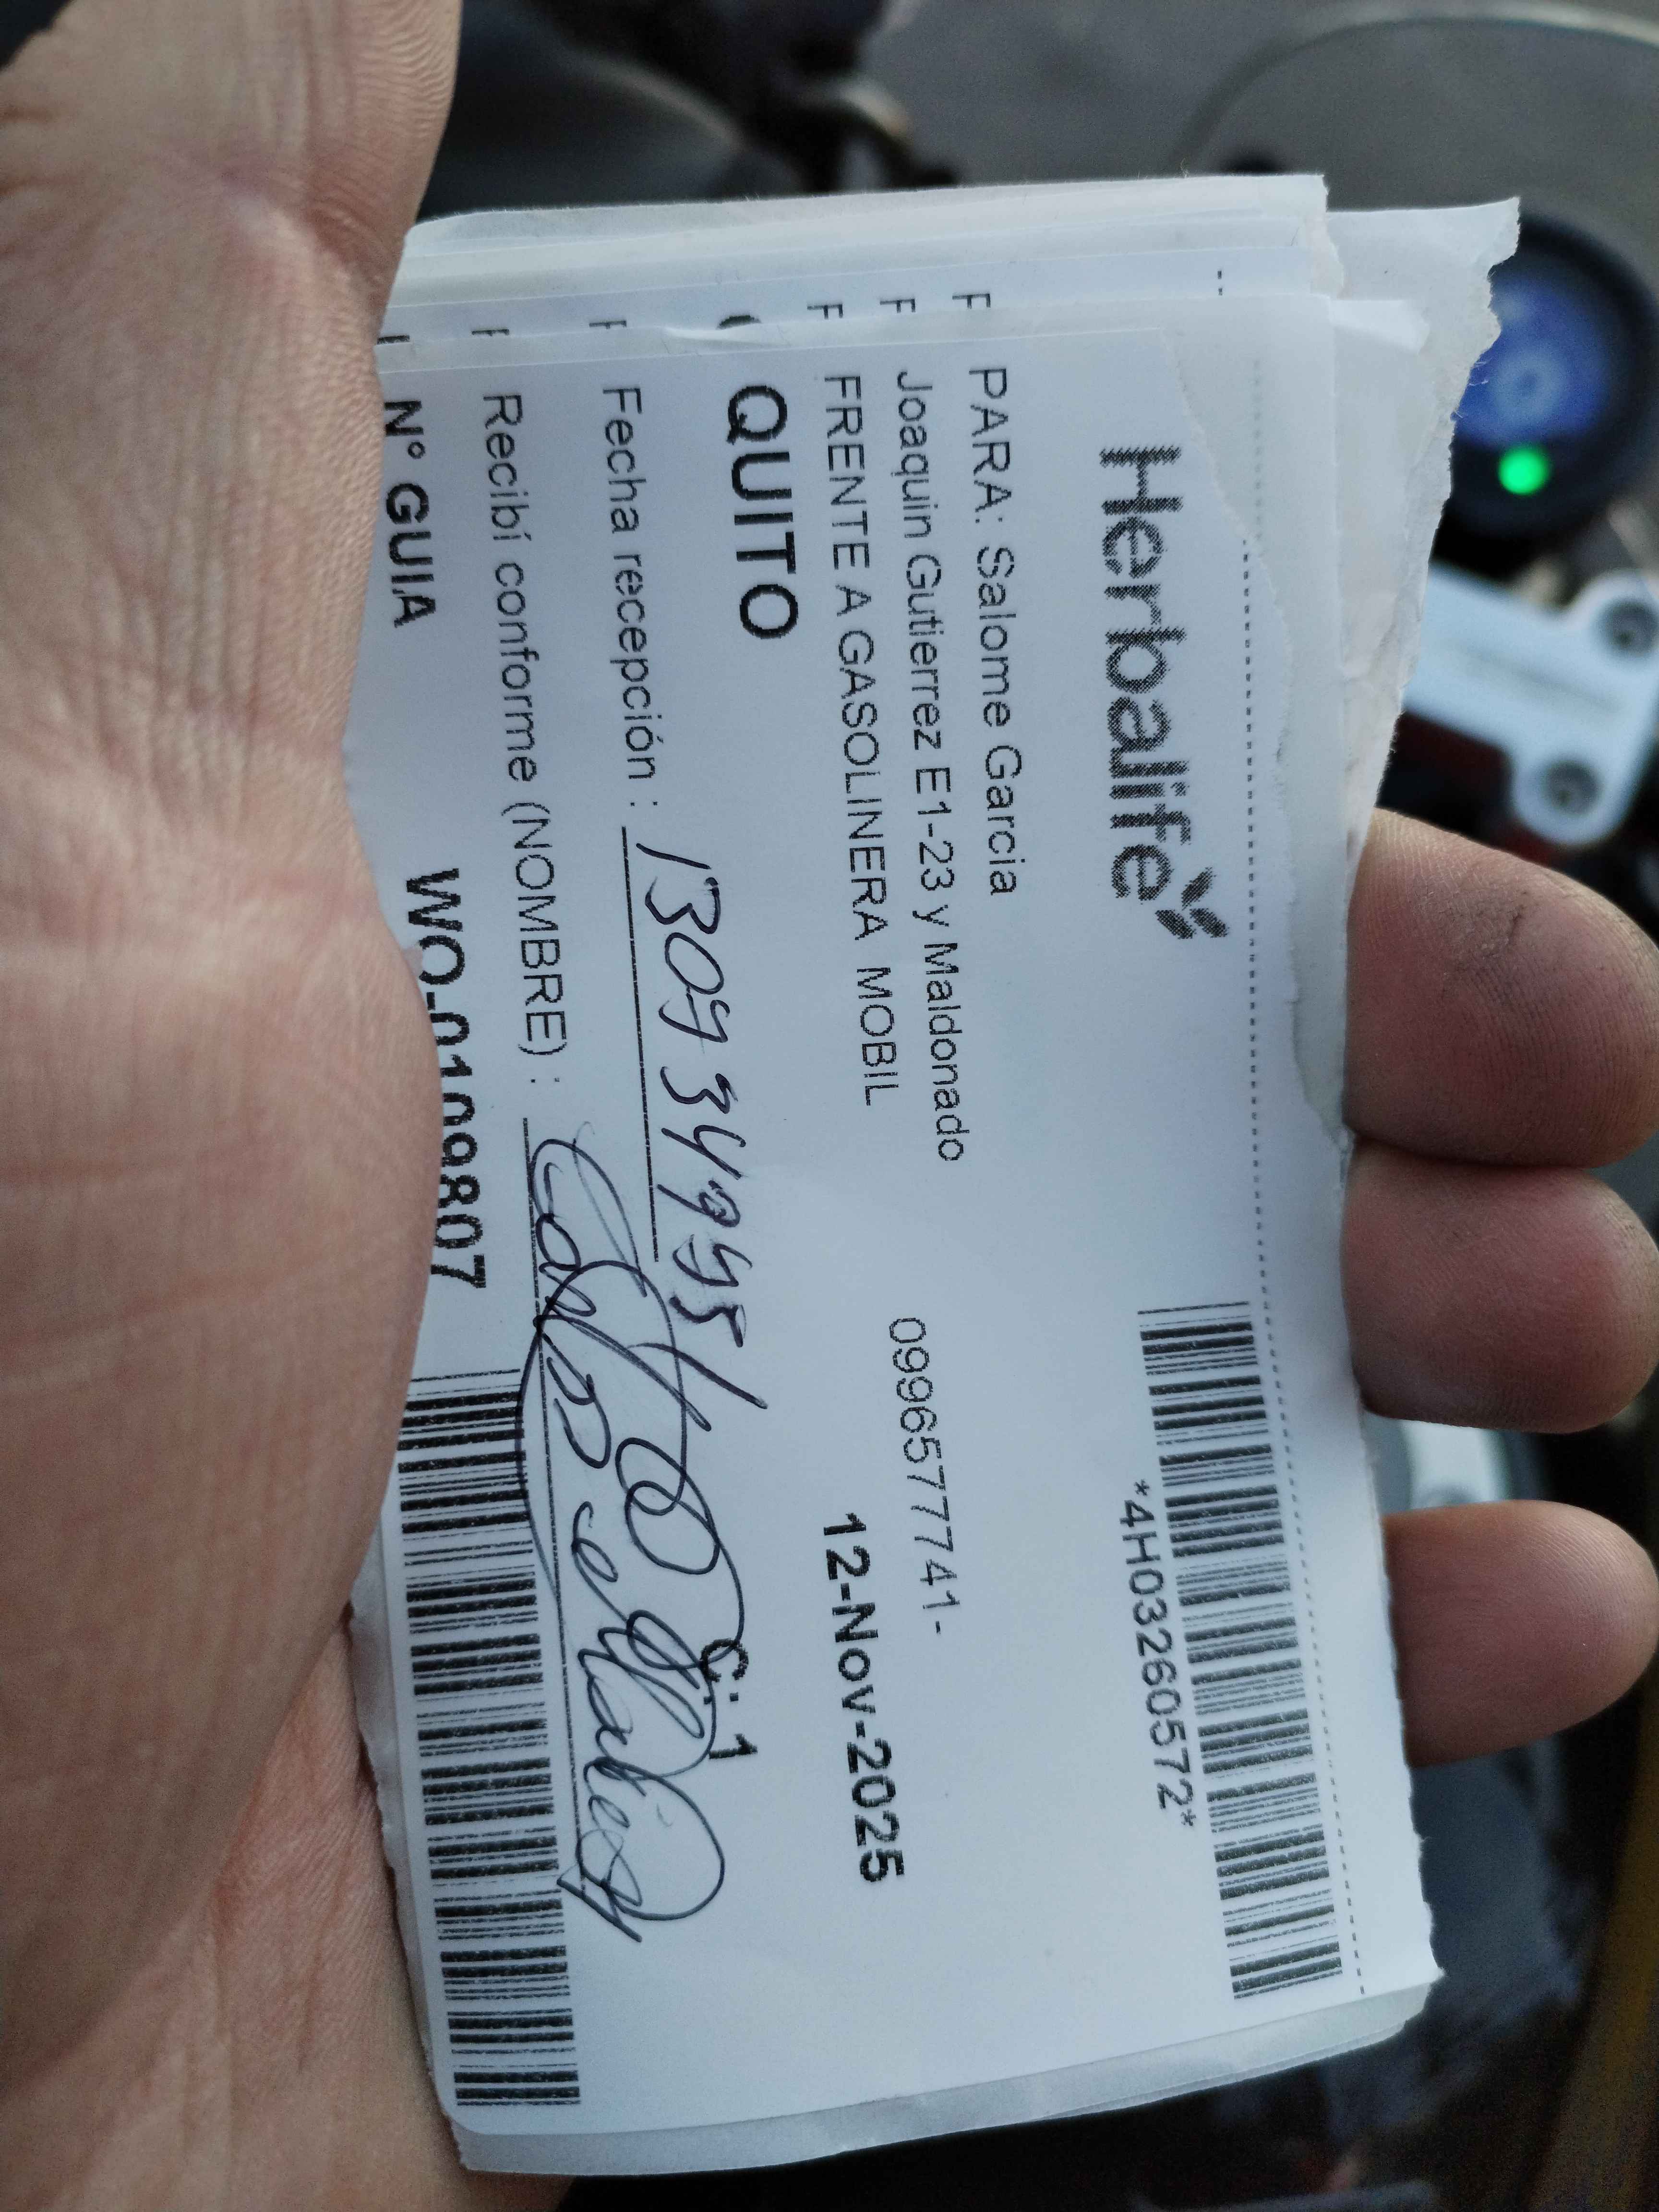 Herbalife
*4H03260572*
PARA: Salome Garcia
Joaquin Gutierrez E1-23 y Maldonado
0996577741-
FRENTE A GASOLINERA MOBIL
12-Nov-2025
QUITO
C: 1
Fecha recepción :
Recibí conforme (NOMBRE) :
N° GUIA